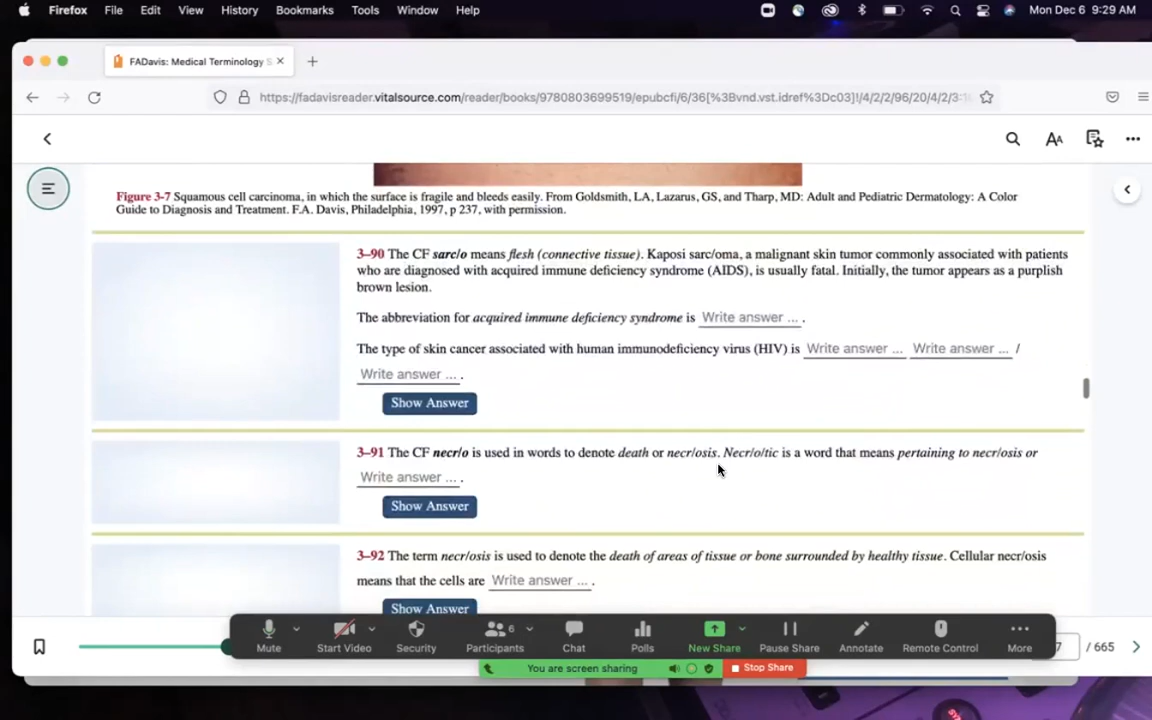 Firefox File Edit View History Bookmarks Tools Window Help Mon Dec 6 9:29 AM
FADavis: Medical Terminology S
https://fadavisreader.vitalsource.com/reader/books/9780803699519/epubcfi/6/36[%3Bvnd.vst.idref%3Dc03]!/4/2/2/96/20/4/2/3:1
AA
Figure 3-7 Squamous cell carcinoma, in which the surface is fragile and bleeds easily. From Goldsmith, LA, Lazarus, GS, and Tharp, MD: Adult and Pediatric Dermatology: A Color
Guide to Diagnosis and Treatment. F.A. Davis, Philadelphia, 1997, p 237, with permission.
3–90 The CF sarc/o means flesh (connective tissue). Kaposi sarc/oma, a malignant skin tumor commonly associated with patients
who are diagnosed with acquired immune deficiency syndrome (AIDS), is usually fatal. Initially, the tumor appears as a purplish
brown lesion.
The abbreviation for acquired immune deficiency syndrome is Write answer ... .
The type of skin cancer associated with human immunodeficiency virus (HIV) is Write answer ... Write answer ... /
Write answer ... .
Show Answer
3–91 The CF necr/o is used in words to denote death or necr/osis. Necr/o/tic is a word that means pertaining to necr/osis or
Write answer ... .
Show Answer
3–92 The term necr/osis is used to denote the death of areas of tissue or bone surrounded by healthy tissue. Cellular necr/osis
means that the cells are Write answer ... .
Show Answer
6
7 / 665
Mute Start Video Security Participants Chat Polls New Share Pause Share Annotate Remote Control More
You are screen sharing Stop Share